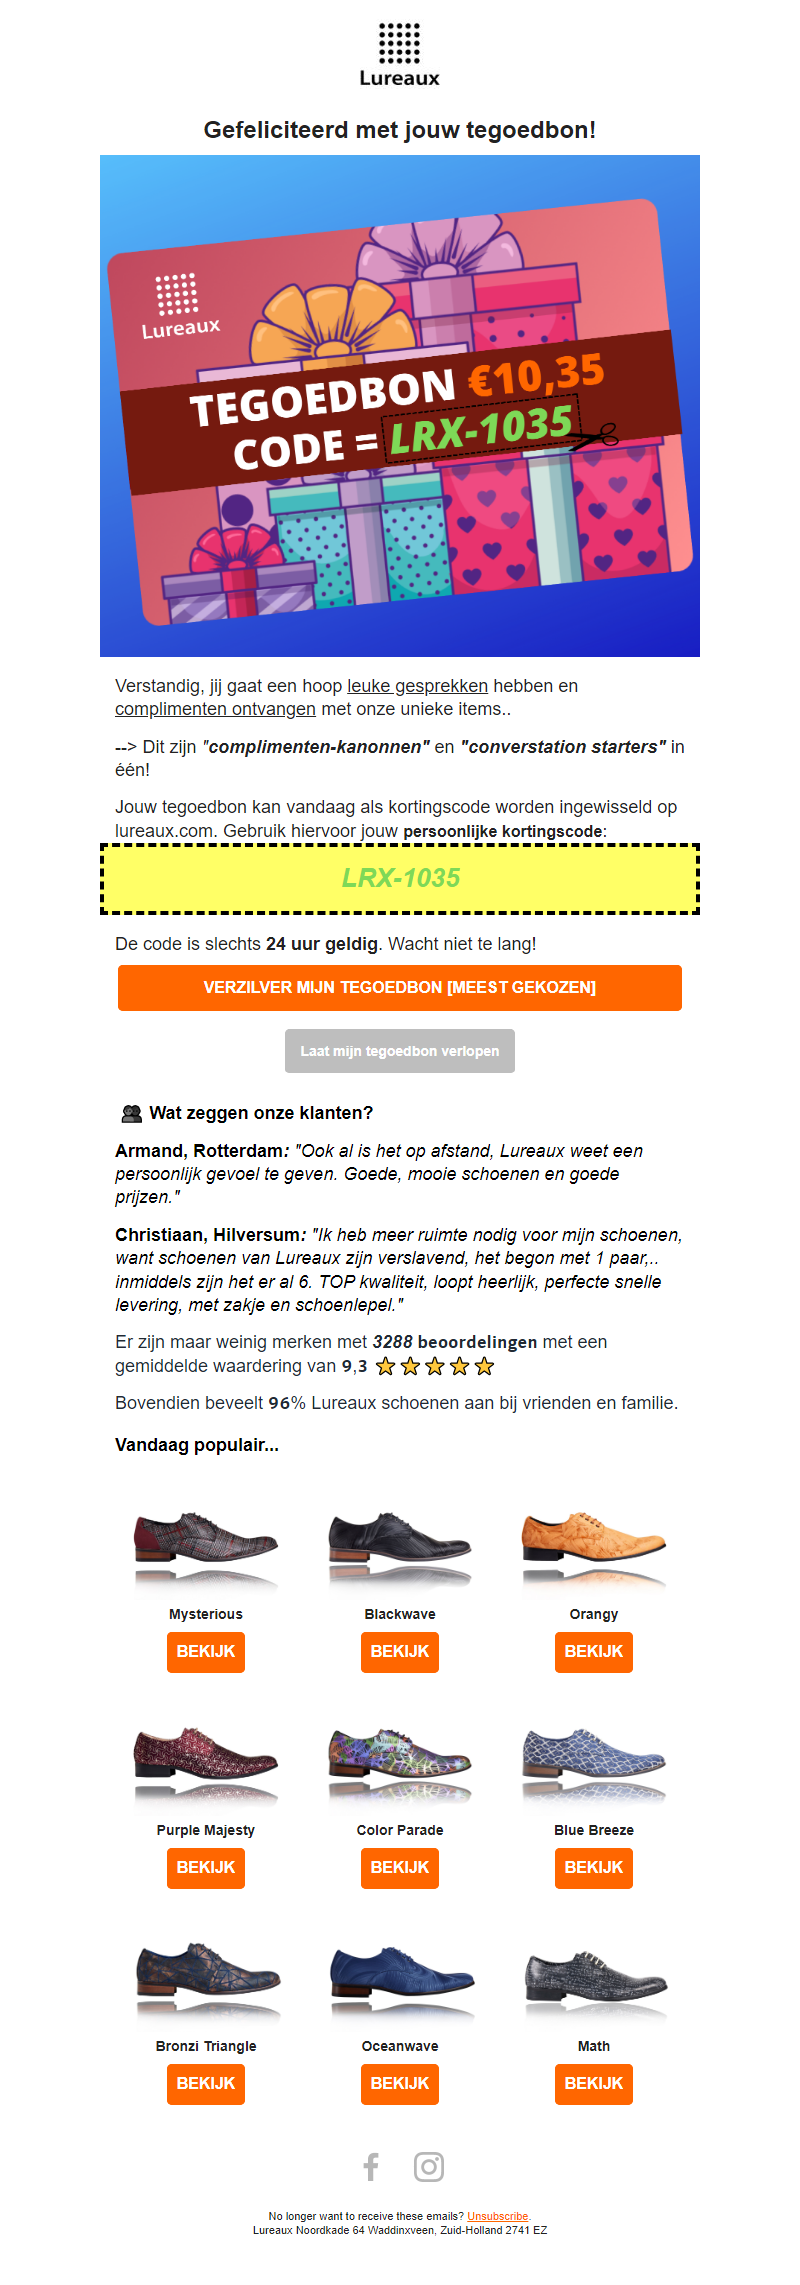 Lureaux
Gefeliciteerd met jouw tegoedbon!
Lureaux
TEGOEDBON €10,35
CODE = LRX-1035
Verstandig, jij gaat een hoop leuke gesprekken hebben en
complimenten ontvangen met onze unieke items..
--> Dit zijn "complimenten-kanonnen" en "converstation starters" in
één!
Jouw tegoedbon kan vandaag als kortingscode worden ingewisseld op
lureaux.com. Gebruik hiervoor jouw persoonlijke kortingscode:
LRX-1035
De code is slechts 24 uur geldig. Wacht niet te lang!
VERZILVER MIJN TEGOEDBON [MEEST GEKOZEN]
Laat mijn tegoedbon verlopen
Wat zeggen onze klanten?
Armand, Rotterdam: "Ook al is het op afstand, Lureaux weet een
persoonlijk gevoel te geven. Goede, mooie schoenen en goede
prijzen."
Christiaan, Hilversum: "Ik heb meer ruimte nodig voor mijn schoenen,
want schoenen van Lureaux zijn verslavend, het begon met 1 paar,..
inmiddels zijn het er al 6. TOP kwaliteit, loopt heerlijk, perfecte snelle
levering, met zakje en schoenlepel."
Er zijn maar weinig merken met 3288 beoordelingen met een
gemiddelde waardering van 9,3 ⭐⭐⭐⭐⭐
Bovendien beveelt 96% Lureaux schoenen aan bij vrienden en familie.
Vandaag populair...
Mysterious Blackwave Orangy
BEKIJK BEKIJK BEKIJK
Purple Majesty Color Parade Blue Breeze
BEKIJK BEKIJK BEKIJK
Bronzi Triangle Oceanwave Math
BEKIJK BEKIJK BEKIJK
No longer want to receive these emails? Unsubscribe.
Lureaux Noordkade 64 Waddinxveen, Zuid-Holland 2741 EZ